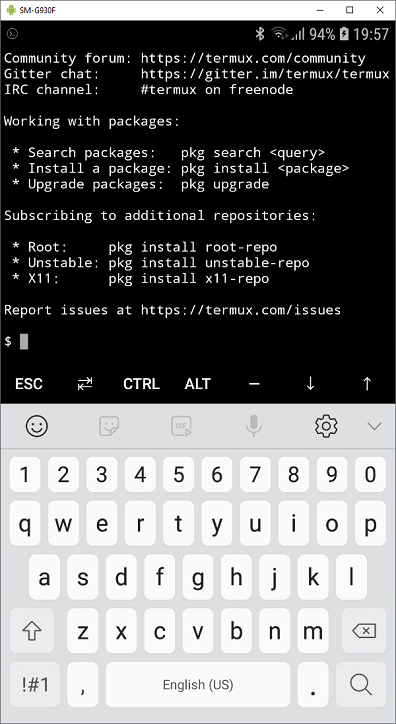 SM-G930F
94% 19:57
Community forum: https://termux.com/community
Gitter chat:     https://gitter.im/termux/termux
IRC channel:     #termux on freenode
Working with packages:
 * Search packages:   pkg search <query>
 * Install a package: pkg install <package>
 * Upgrade packages:  pkg upgrade
Subscribing to additional repositories:
 * Root:     pkg install root-repo
 * Unstable: pkg install unstable-repo
 * X11:      pkg install x11-repo
Report issues at https://termux.com/issues
$
ESC ⇄ CTRL ALT – ↓ ↑
GIF
1 2 3 4 5 6 7 8 9 0
q w e r t y u i o p
a s d f g h j k l
z x c v b n m
!#1 , English (US) .